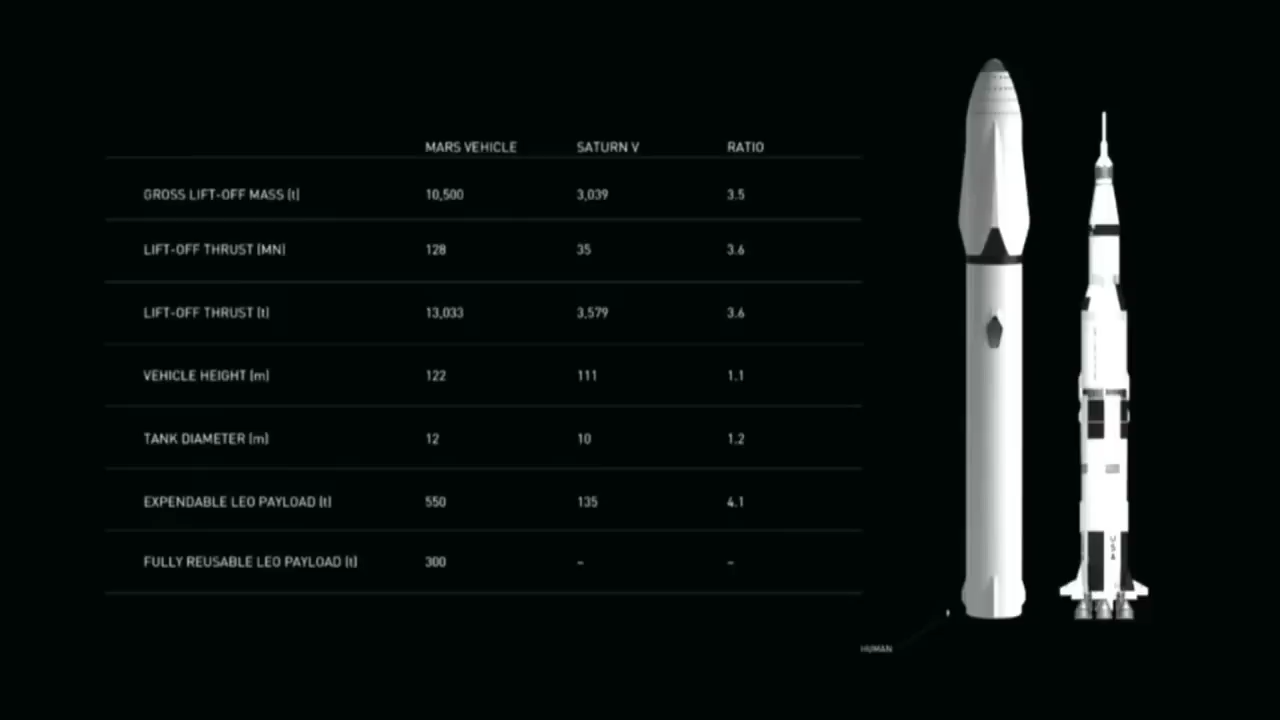 MARS VEHICLE SATURN V RATIO
GROSS LIFT-OFF MASS (t) 10,500 3,039 3.5
LIFT-OFF THRUST (MN) 128 35 3.6
LIFT-OFF THRUST (t) 13,033 3,579 3.6
VEHICLE HEIGHT (m) 122 111 1.1
TANK DIAMETER (m) 12 10 1.2
EXPENDABLE LEO PAYLOAD (t) 550 135 4.1
FULLY REUSABLE LEO PAYLOAD (t) 300 – –
USA
HUMAN